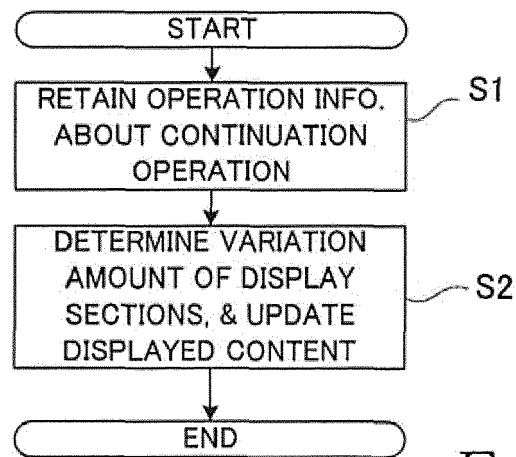 START
RETAIN OPERATION INFO.
ABOUT CONTINUATION
OPERATION
S1
DETERMINE VARIATION
AMOUNT OF DISPLAY
SECTIONS, & UPDATE
DISPLAYED CONTENT
S2
END